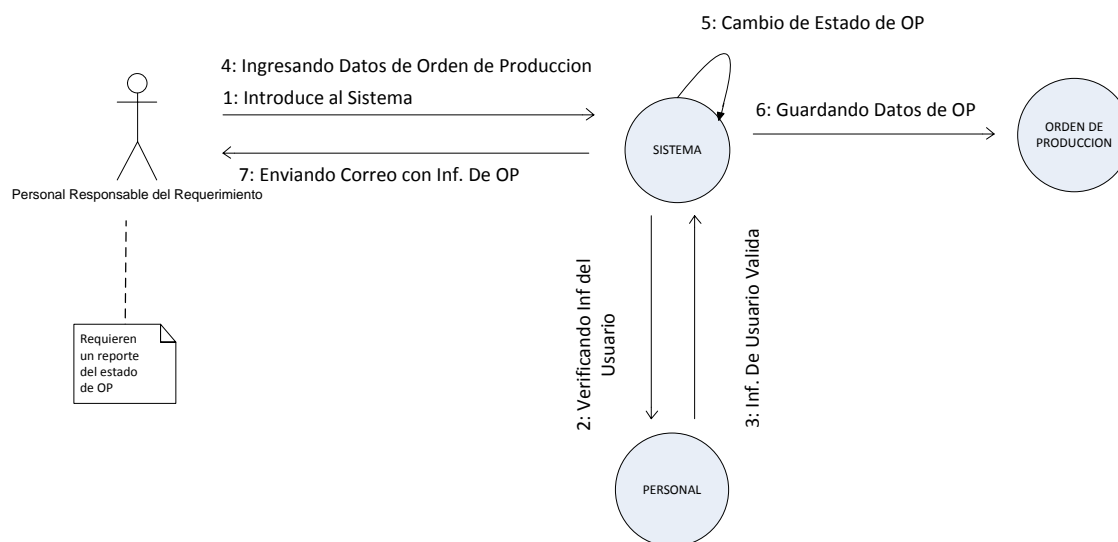 5: Cambio de Estado de OP
4: Ingresando Datos de Orden de Produccion
1: Introduce al Sistema
6: Guardando Datos de OP
SISTEMA
ORDEN DE
PRODUCCION
7: Enviando Correo con Inf. De OP
Personal Responsable del Requerimiento
2: Verificando Inf del
Usuario
3: Inf. De Usuario Valida
Requieren
un reporte
del estado
de OP
PERSONAL